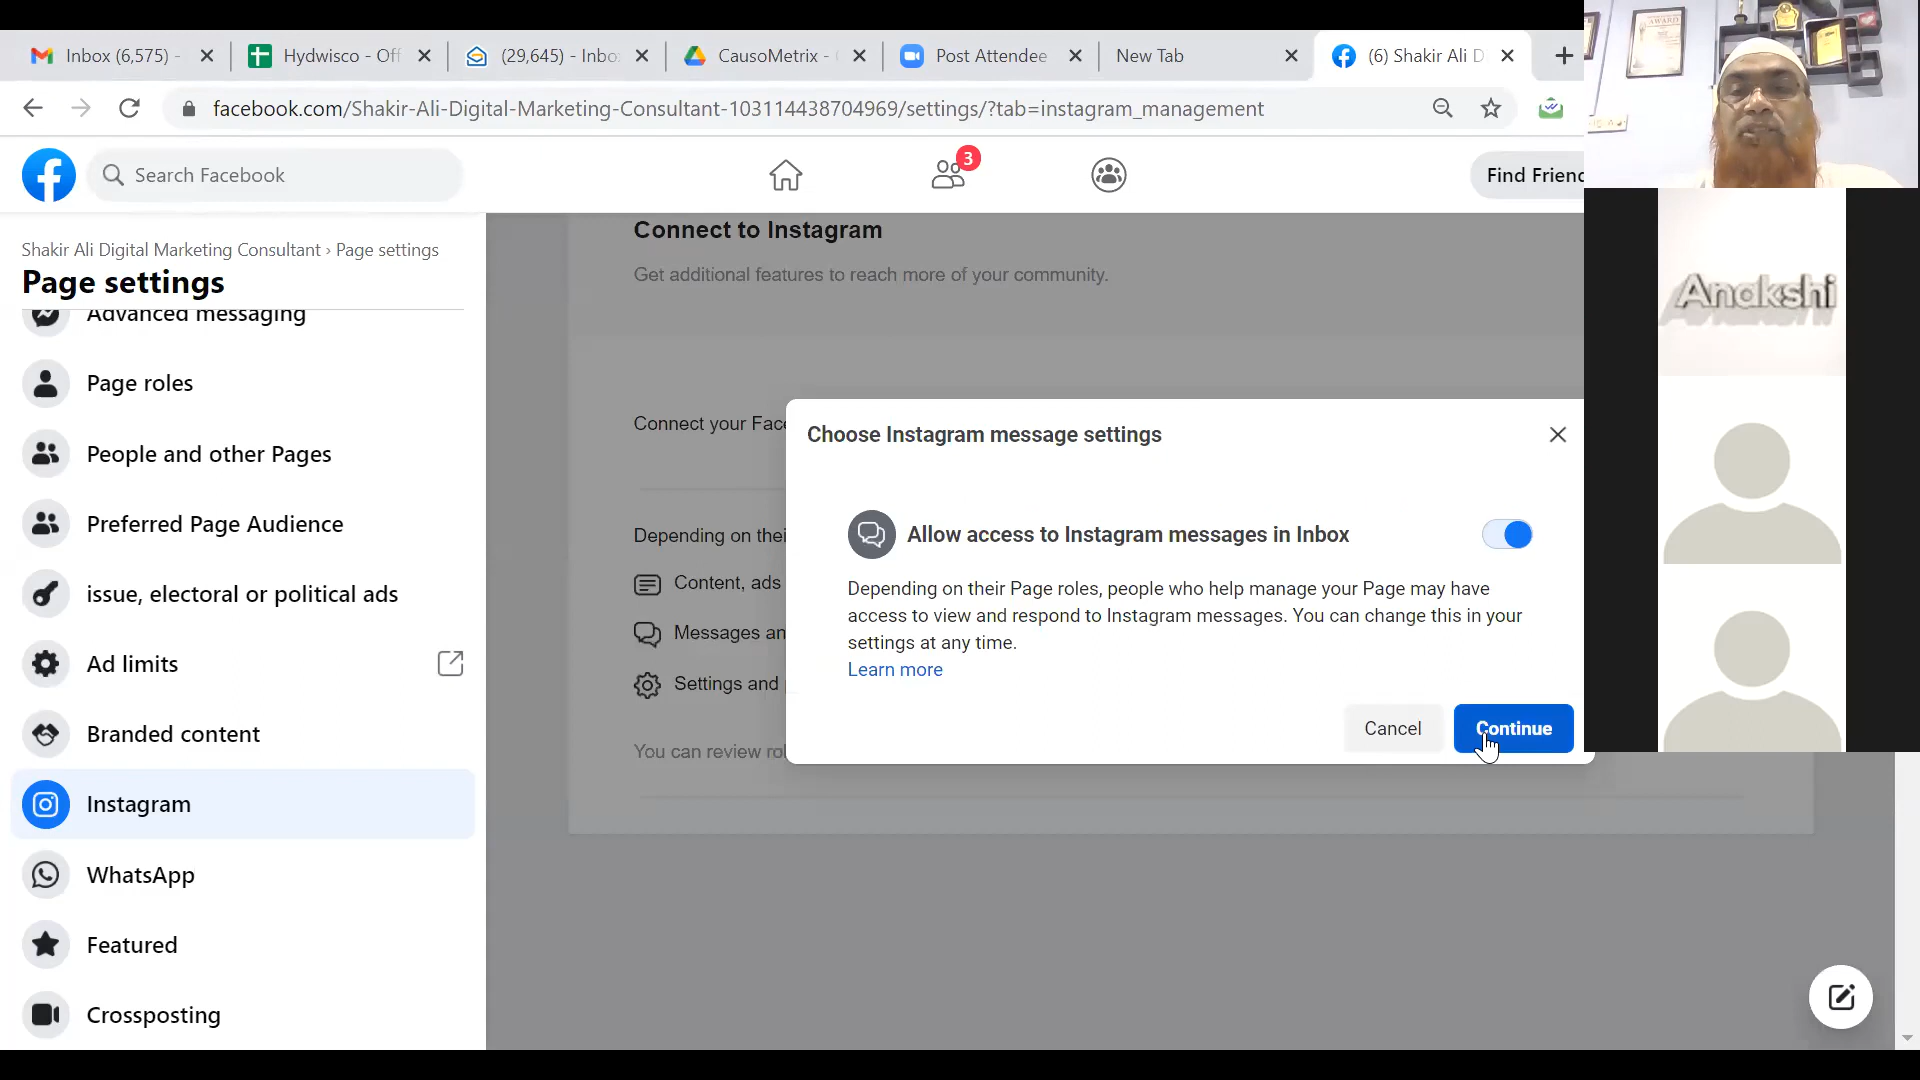 Inbox (6,575) -
Hydwisco - Off
(29,645) - Inbo
CausoMetrix -
Post Attendee
New Tab
(6) Shakir Ali D
facebook.com/Shakir-Ali-Digital-Marketing-Consultant-103114438704969/settings/?tab=instagram_management
Search Facebook
3
Find Friend
Shakir Ali Digital Marketing Consultant › Page settings
Page settings
Advanced messaging
Page roles
People and other Pages
Preferred Page Audience
issue, electoral or political ads
Ad limits
Branded content
Instagram
WhatsApp
Featured
Crossposting
Connect to Instagram
Get additional features to reach more of your community.
Connect your Face
Depending on thei
Content, ads
Messages an
Settings and
You can review ro
Choose Instagram message settings
Allow access to Instagram messages in Inbox
Depending on their Page roles, people who help manage your Page may have
access to view and respond to Instagram messages. You can change this in your
settings at any time.
Learn more
Cancel
Continue
AWARD
Anakshi